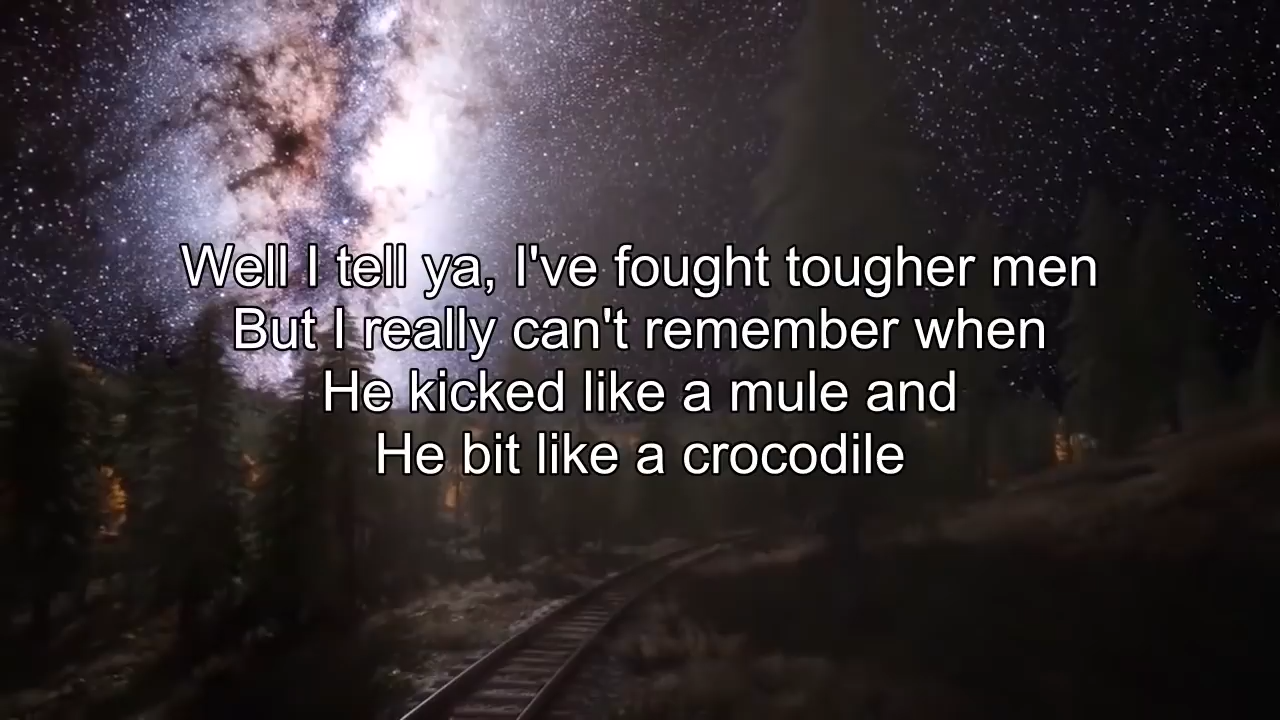 Well I tell ya, I've fought tougher men
But I really can't remember when
He kicked like a mule and
He bit like a crocodile